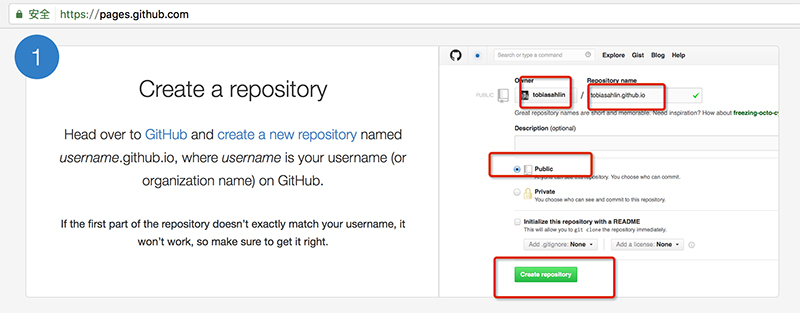 安全 https://pages.github.com
1
Create a repository
Head over to GitHub and create a new repository named
username.github.io, where username is your username (or
organization name) on GitHub.
If the first part of the repository doesn't exactly match your username, it
won't work, so make sure to get it right.
Search or type a command
Explore Gist Blog Help
Owner Repository name
PUBLIC tobiasahlin / tobiasahlin.github.io
Great repository names are short and memorable. Need inspiration? How about freezing-octo-cy
Description (optional)
Public
Anyone can see this repository. You choose who can commit.
Private
You choose who can see and commit to this repository.
Initialize this repository with a README
This will allow you to git clone the repository immediately.
Add .gitignore: None Add a license: None
Create repository